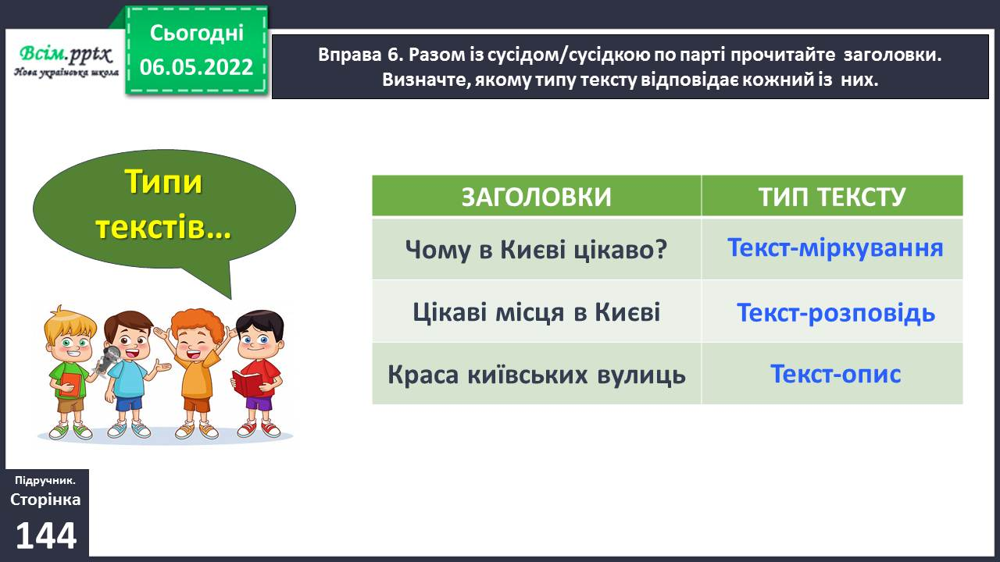 Сьогодні
06.05.2022
Всім.pptx
Нова українська школа
Вправа 6. Разом із сусідом/сусідкою по парті прочитайте заголовки.
Визначте, якому типу тексту відповідає кожний із них.
Типи
текстів...
ЗАГОЛОВКИ ТИП ТЕКСТУ
Чому в Києві цікаво? Текст-міркування
Цікаві місця в Києві Текст-розповідь
Краса київських вулиць Текст-опис
Підручник.
Сторінка
144